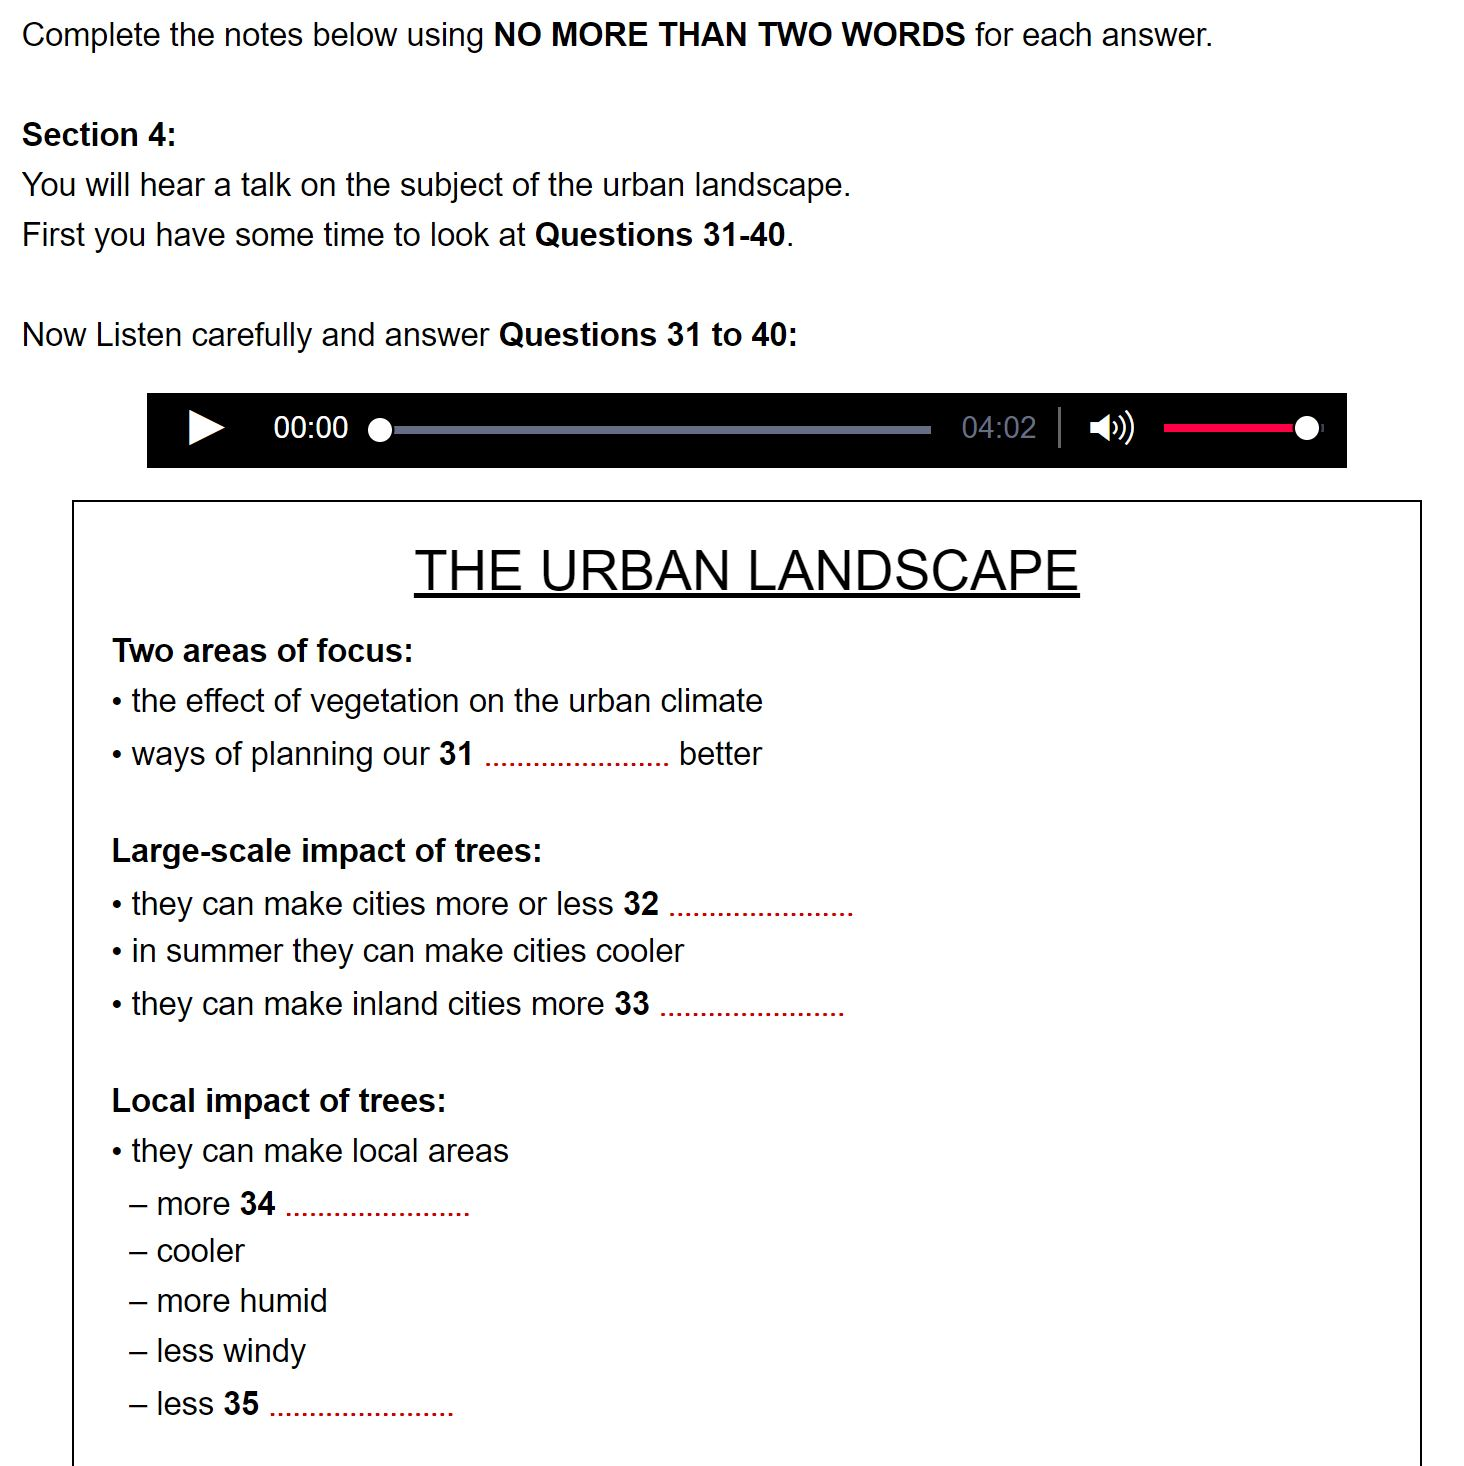 Complete the notes below using NO MORE THAN TWO WORDS for each answer.
Section 4:
You will hear a talk on the subject of the urban landscape.
First you have some time to look at Questions 31-40.
Now Listen carefully and answer Questions 31 to 40:
00:00 04:02
THE URBAN LANDSCAPE
Two areas of focus:
• the effect of vegetation on the urban climate
• ways of planning our 31 ....................... better
Large-scale impact of trees:
• they can make cities more or less 32 .......................
• in summer they can make cities cooler
• they can make inland cities more 33 .......................
Local impact of trees:
• they can make local areas
– more 34 .......................
– cooler
– more humid
– less windy
– less 35 .......................